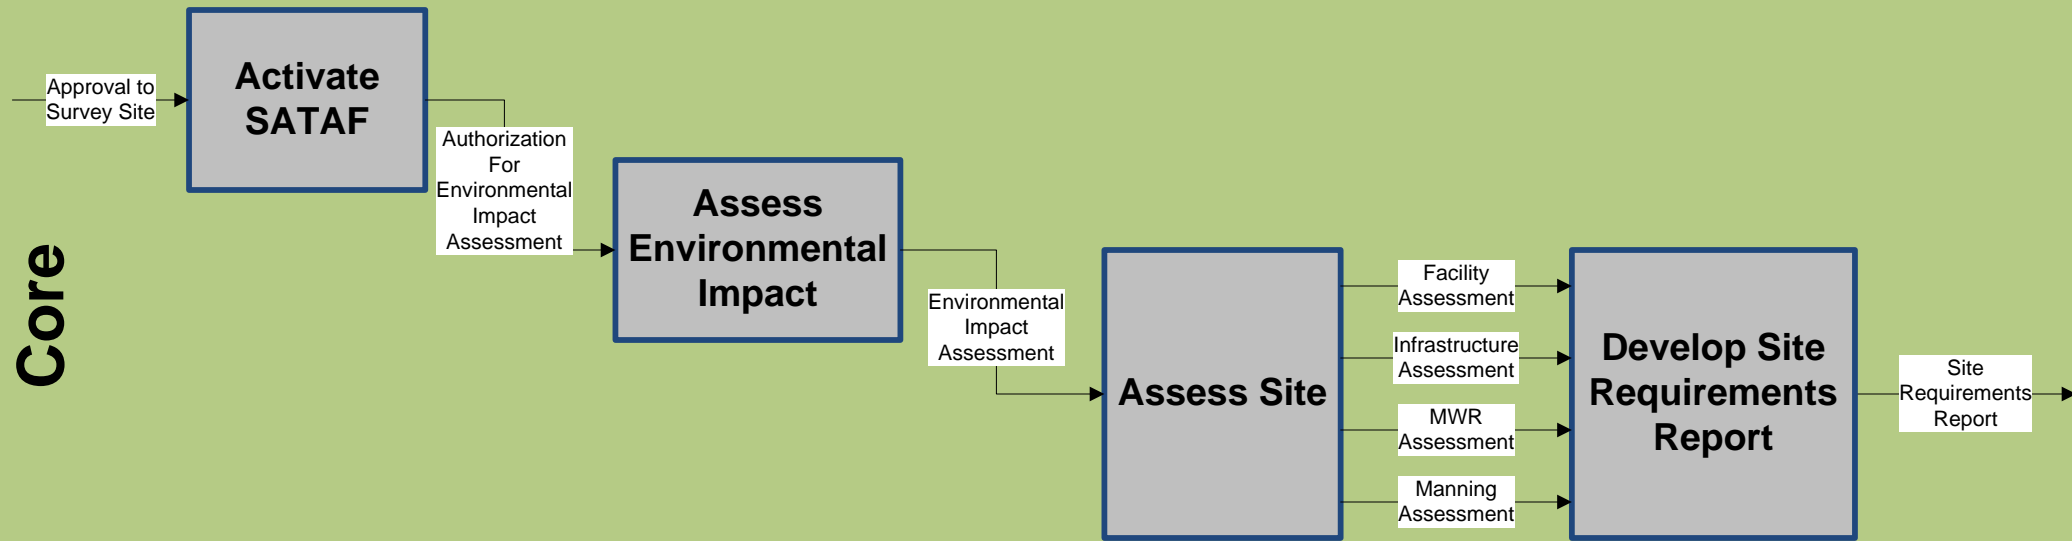 Core
Approval to
Survey Site
Activate
SATAF
Authorization
For
Environmental
Impact
Assessment
Assess
Environmental
Impact
Environmental
Impact
Assessment
Assess Site
Facility
Assessment
Infrastructure
Assessment
MWR
Assessment
Manning
Assessment
Develop Site
Requirements
Report
Site
Requirements
Report